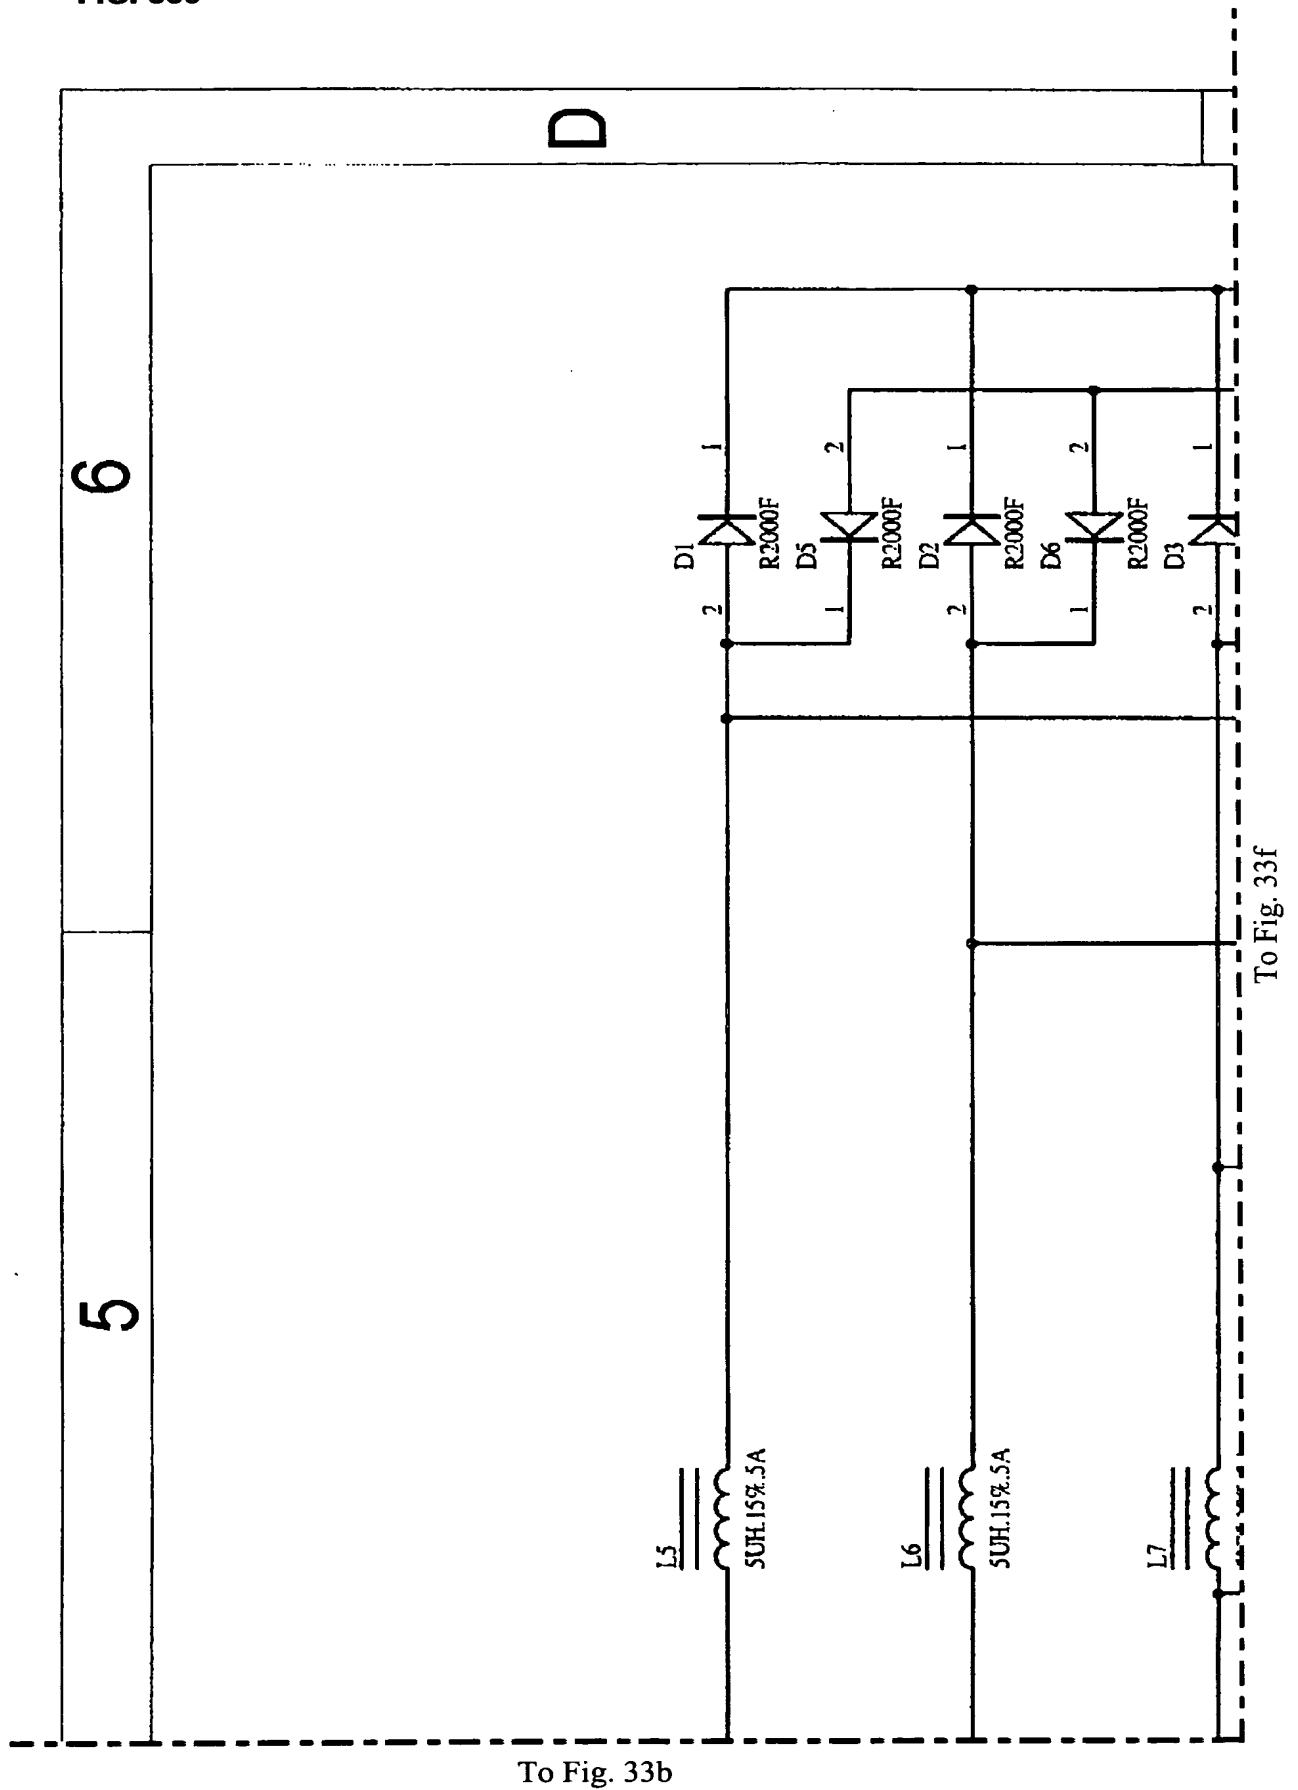 D
6
5
1
D1
R2000F
2
2
D5
R2000F
1
1
D2
R2000F
2
2
D6
R2000F
1
1
D3
2
L5
5UH.15%.5A
L6
5UH.15%.5A
L7
To Fig. 33f
To Fig. 33b